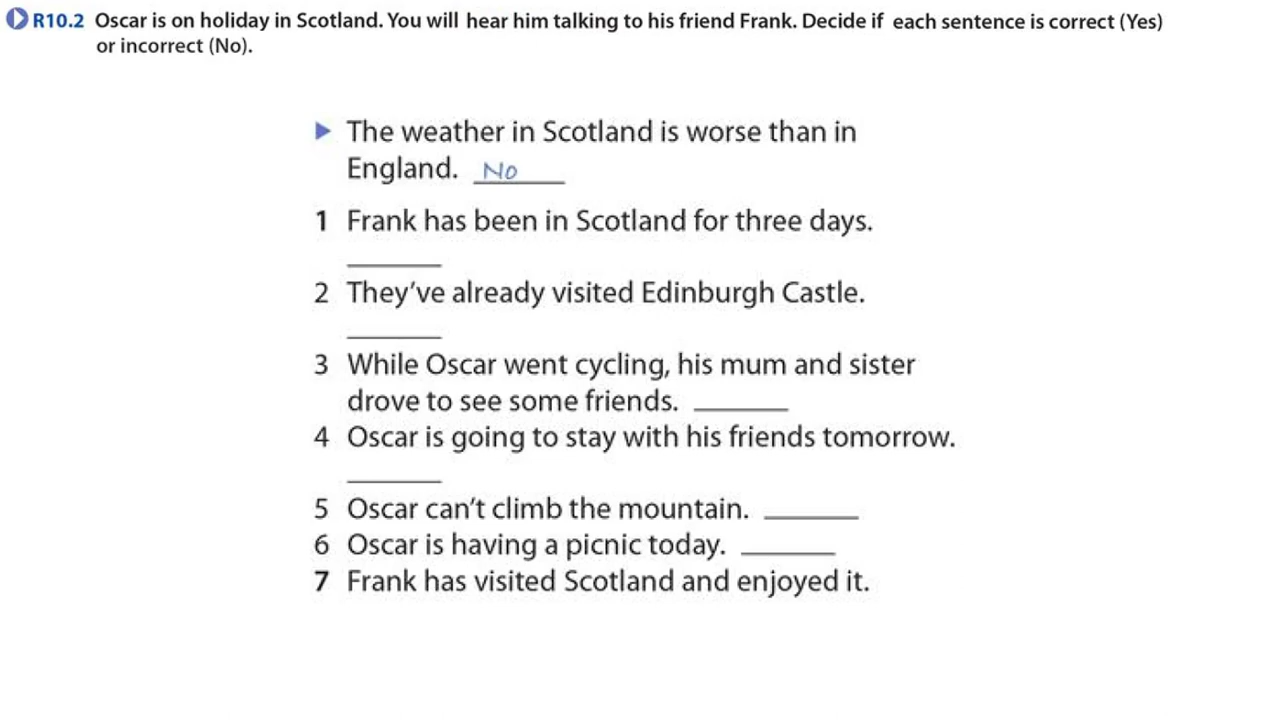 R10.2 Oscar is on holiday in Scotland. You will hear him talking to his friend Frank. Decide if each sentence is correct (Yes)
or incorrect (No).
The weather in Scotland is worse than in
England. No
1 Frank has been in Scotland for three days.
2 They've already visited Edinburgh Castle.
3 While Oscar went cycling, his mum and sister
drove to see some friends.
4 Oscar is going to stay with his friends tomorrow.
5 Oscar can't climb the mountain.
6 Oscar is having a picnic today.
7 Frank has visited Scotland and enjoyed it.